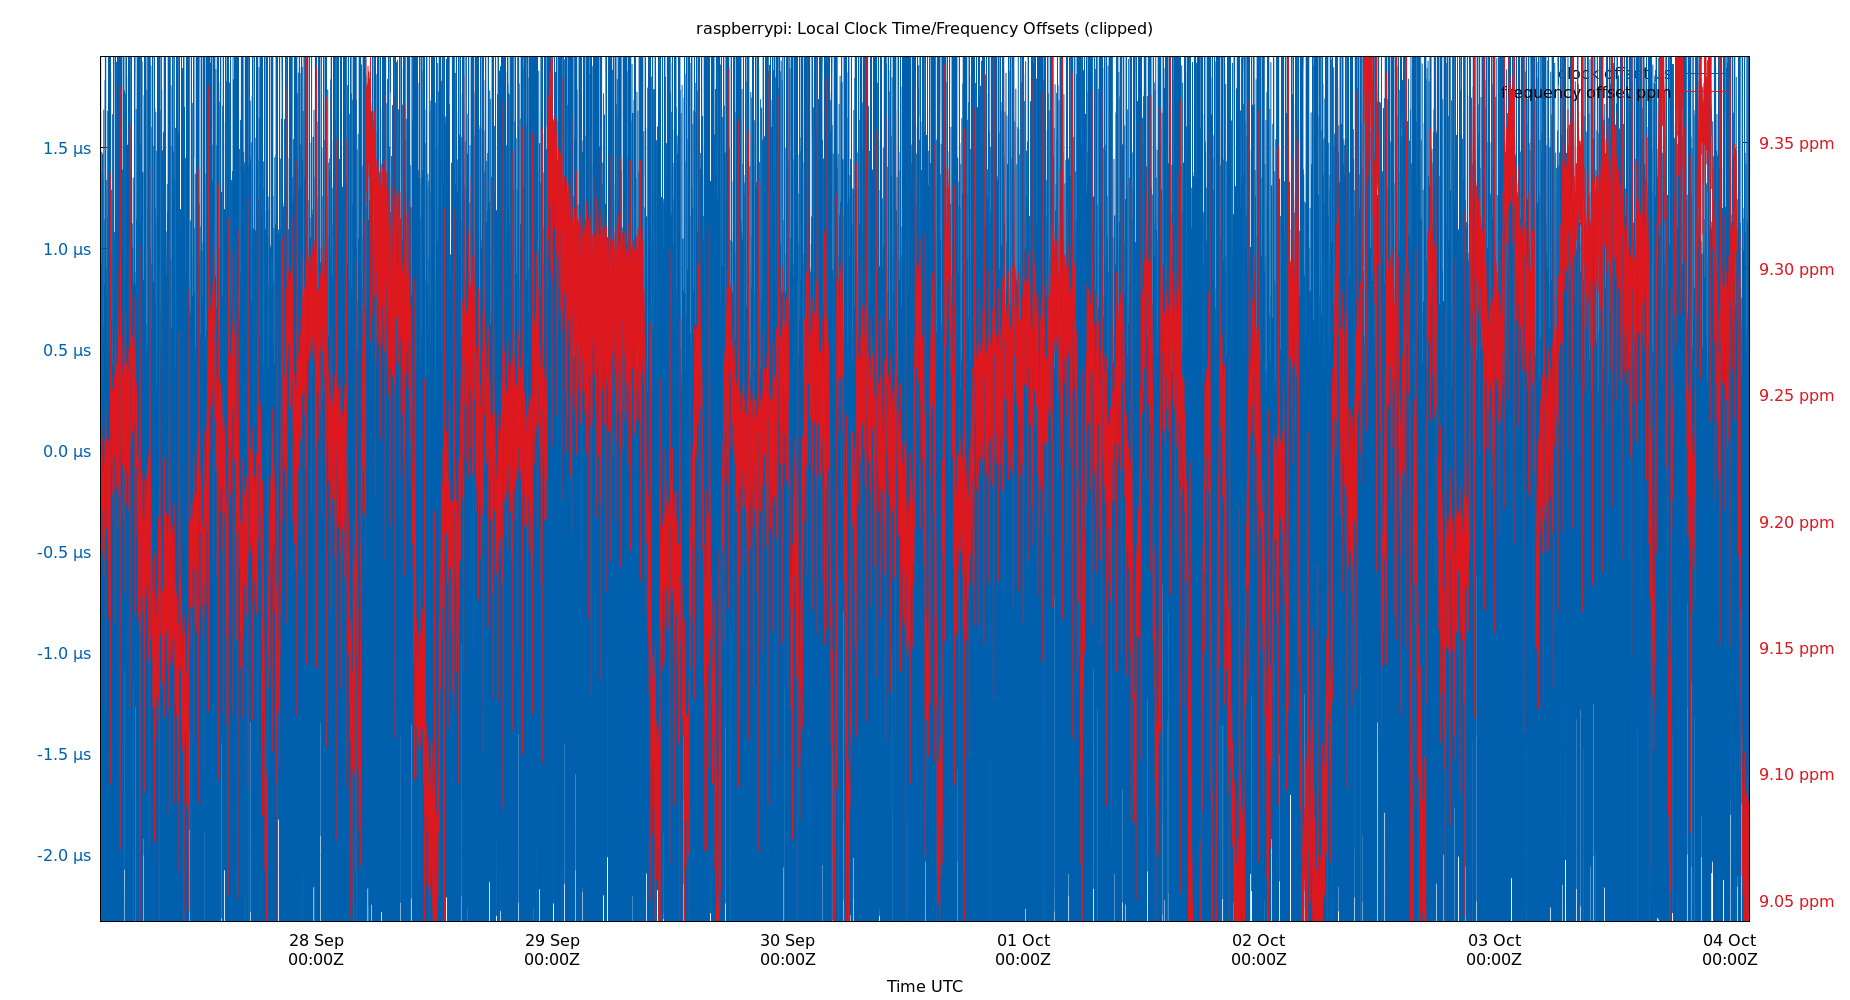 raspberrypi: Local Clock Time/Frequency Offsets (clipped)
clock offset µs
frequency offset ppm
1.5 µs
1.0 µs
0.5 µs
0.0 µs
-0.5 µs
-1.0 µs
-1.5 µs
-2.0 µs
9.35 ppm
9.30 ppm
9.25 ppm
9.20 ppm
9.15 ppm
9.10 ppm
9.05 ppm
28 Sep
00:00Z
29 Sep
00:00Z
30 Sep
00:00Z
01 Oct
00:00Z
02 Oct
00:00Z
03 Oct
00:00Z
04 Oct
00:00Z
Time UTC